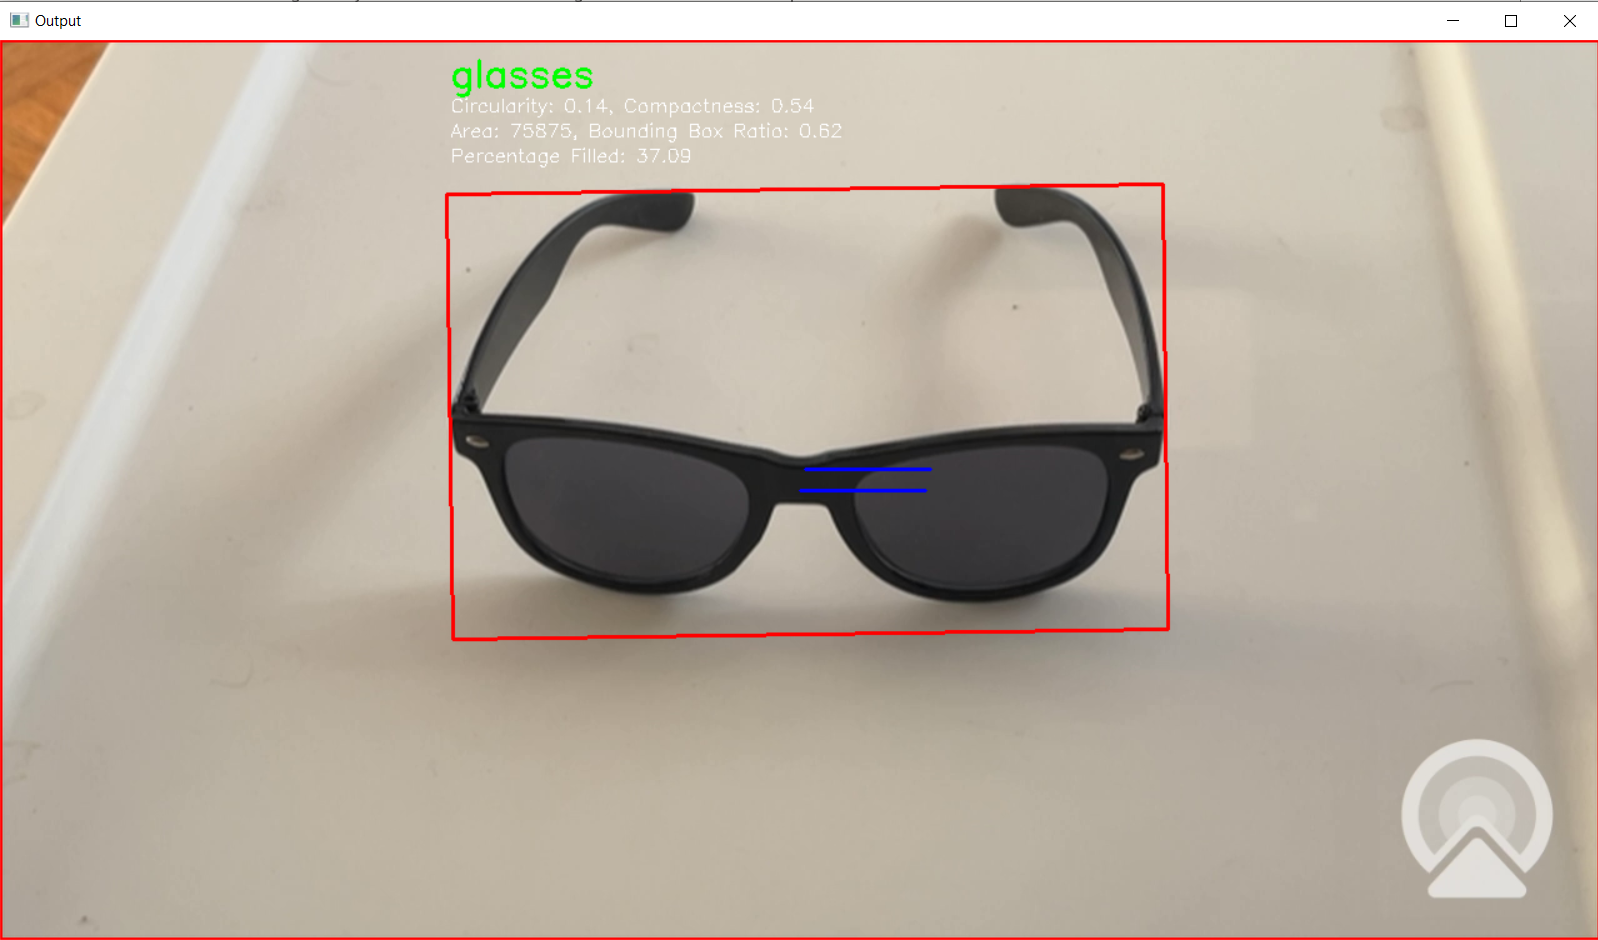 Output
glasses
Circularity: 0.14, Compactness: 0.54
Area: 75875, Bounding Box Ratio: 0.62
Percentage Filled: 37.09